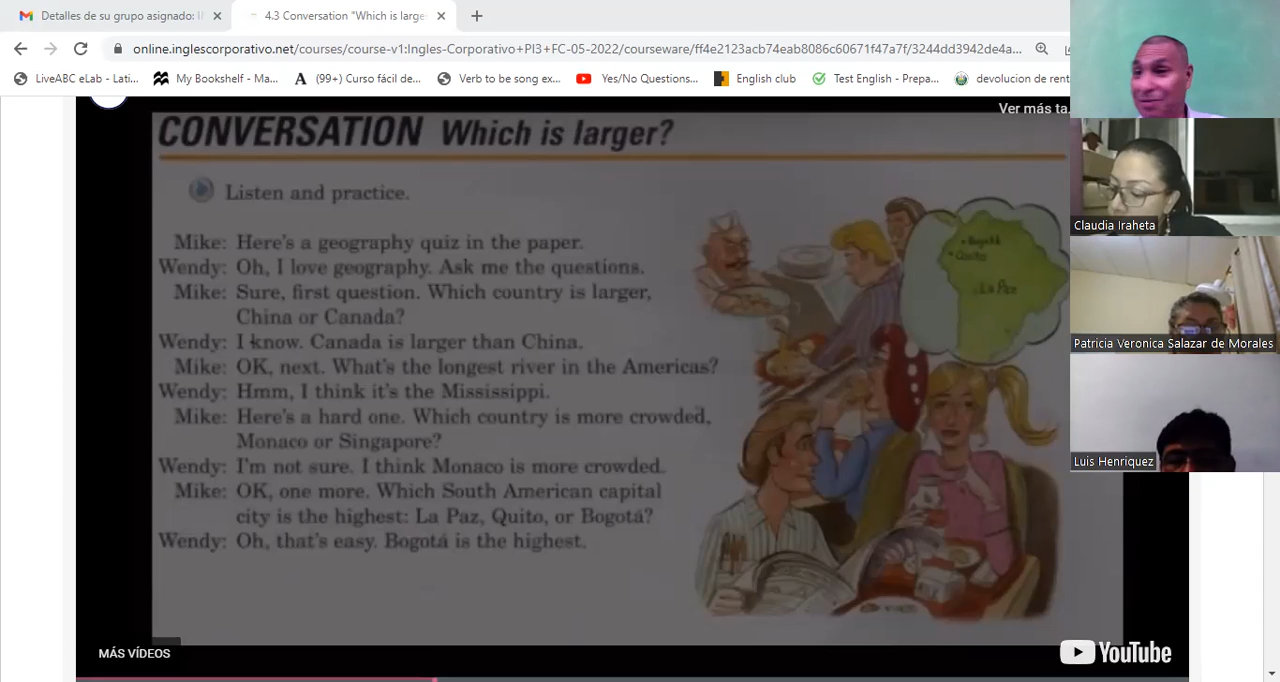 Detalles de su grupo asignado: I
4.3 Conversation "Which is large
online.inglescorporativo.net/courses/course-v1:Ingles-Corporativo+PI3+FC-05-2022/courseware/ff4e2123acb74eab8086c60671f47a7f/3244dd3942de4a...
LiveABC eLab - Lati...
My Bookshelf - Ma...
(99+) Curso fácil de...
Verb to be song ex...
Yes/No Questions...
English club
Test English - Prepa...
devolucion de rent
Ver más ta
CONVERSATION Which is larger?
Listen and practice.
Mike: Here's a geography quiz in the paper.
Wendy: Oh, I love geography. Ask me the questions.
Mike: Sure, first question. Which country is larger,
China or Canada?
Wendy: I know. Canada is larger than China.
Mike: OK, next. What's the longest river in the Americas?
Wendy: Hmm, I think it's the Mississippi.
Mike: Here's a hard one. Which country is more crowded,
Monaco or Singapore?
Wendy: I'm not sure. I think Monaco is more crowded.
Mike: OK, one more. Which South American capital
city is the highest: La Paz, Quito, or Bogotá?
Wendy: Oh, that's easy. Bogotá is the highest.
Bogotá
Quito
La Paz
MÁS VÍDEOS
YouTube
Claudia Iraheta
Patricia Veronica Salazar de Morales
Luis Henriquez